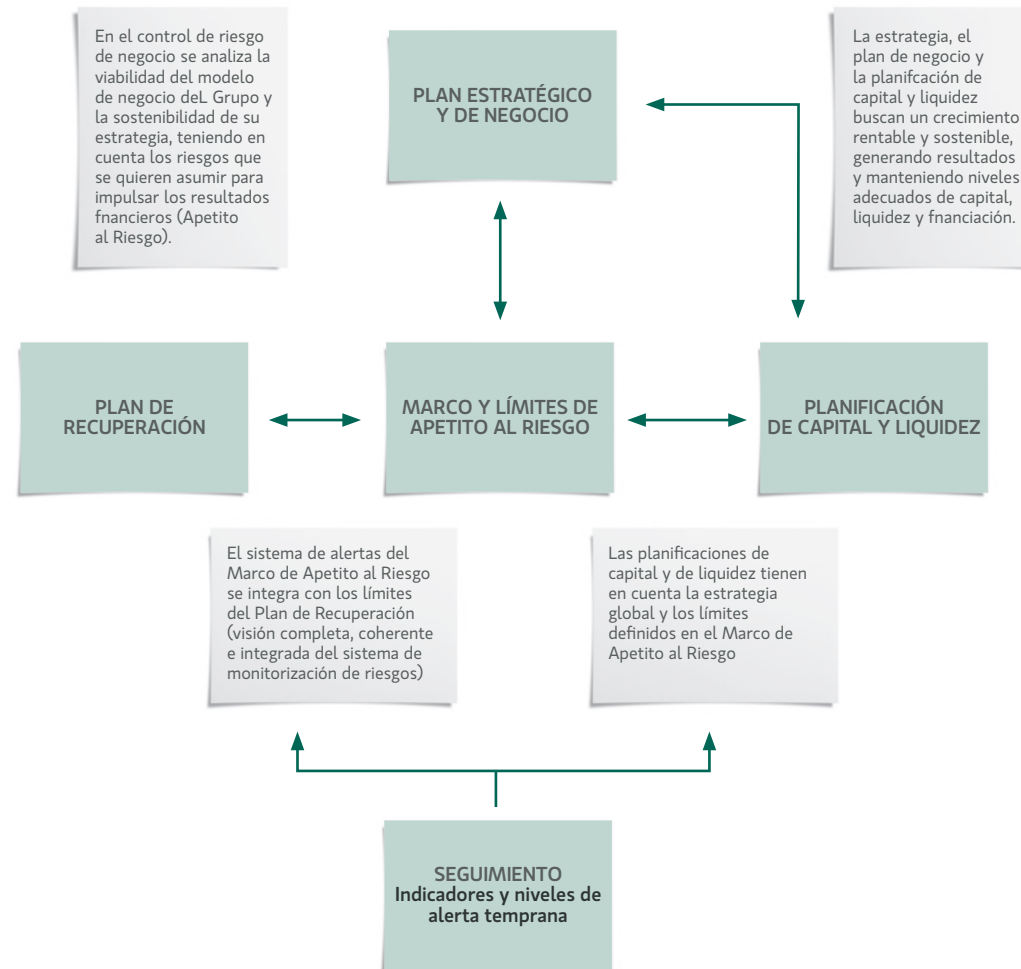 En el control de riesgo
de negocio se analiza la
viabilidad del modelo
de negocio deL Grupo y
la sostenibilidad de su
estrategia, teniendo en
cuenta los riesgos que
se quieren asumir para
impulsar los resultados
fnancieros (Apetito
al Riesgo).
PLAN ESTRATÉGICO
Y DE NEGOCIO
La estrategia, el
plan de negocio y
la planifcación de
capital y liquidez
buscan un crecimiento
rentable y sostenible,
generando resultados
y manteniendo niveles
adecuados de capital,
liquidez y fnanciación.
PLAN DE
RECUPERACIÓN
MARCO Y LÍMITES DE
APETITO AL RIESGO
PLANIFICACIÓN
DE CAPITAL Y LIQUIDEZ
El sistema de alertas del
Marco de Apetito al Riesgo
se integra con los límites
del Plan de Recuperación
(visión completa, coherente
e integrada del sistema de
monitorización de riesgos)
Las planificaciones de
capital y de liquidez tienen
en cuenta la estrategia
global y los límites
definidos en el Marco de
Apetito al Riesgo
SEGUIMIENTO
Indicadores y niveles de
alerta temprana